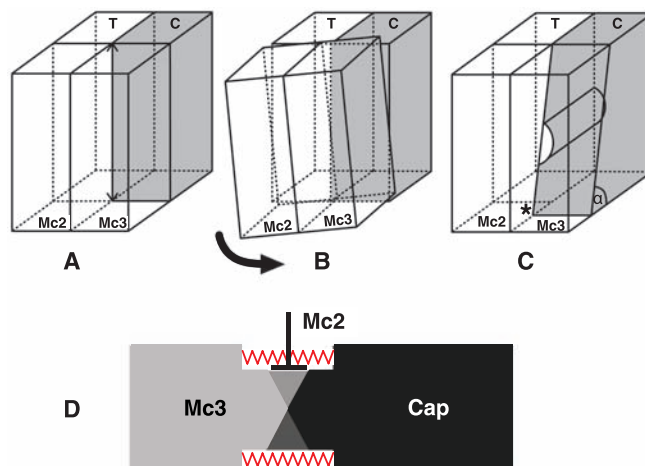 T C
T C
T C
Mc2 Mc3
Mc2 Mc3
* Mc2 Mc3 α
A
B
C
Mc2
D
Mc3
Cap